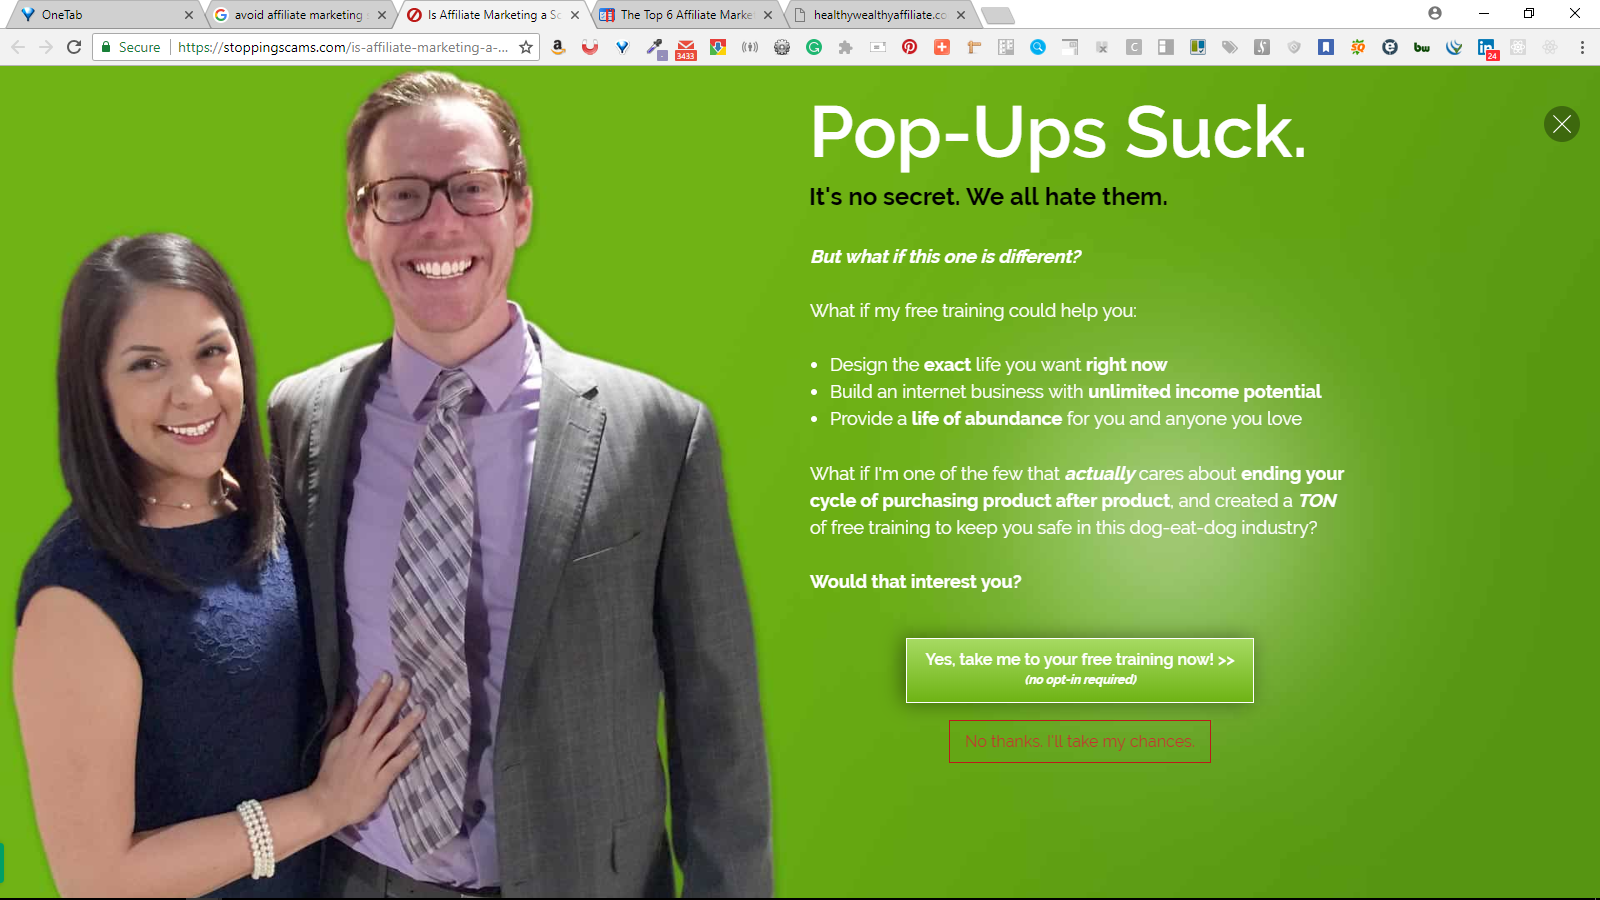 OneTab
avoid affiliate marketing
Is Affiliate Marketing a Sc
The Top 6 Affiliate Marke
healthywealthyaffiliate.co
Secure
https://stoppingscams.com/is-affiliate-marketing-a-...
3433
24
Pop-Ups Suck.
It's no secret. We all hate them.
But what if this one is different?
What if my free training could help you:
• Design the exact life you want right now
• Build an internet business with unlimited income potential
• Provide a life of abundance for you and anyone you love
What if I'm one of the few that actually cares about ending your
cycle of purchasing product after product, and created a TON
of free training to keep you safe in this dog-eat-dog industry?
Would that interest you?
Yes, take me to your free training now! >>
(no opt-in required)
No thanks. I'll take my chances.